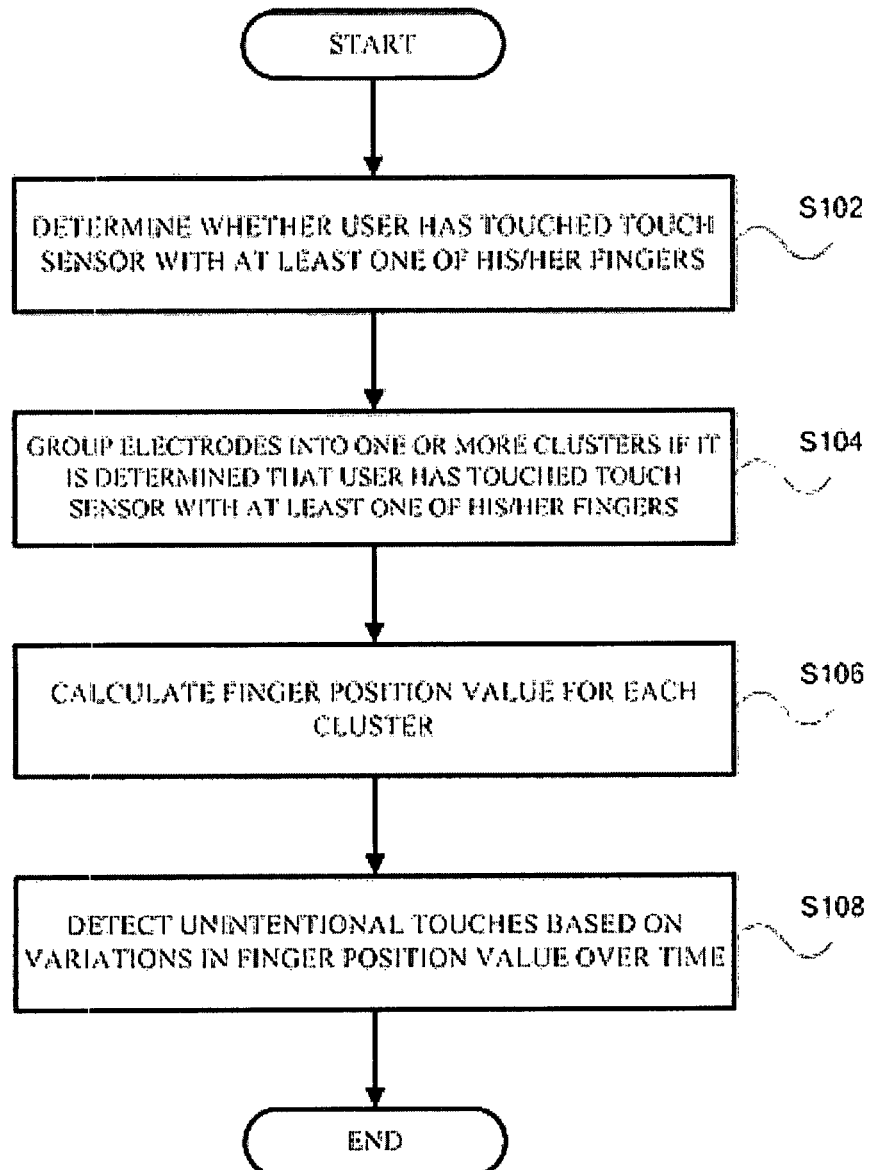 START
DETERMINE WHETHER USER HAS TOUCHED TOUCH
SENSOR WITH AT LEAST ONE OF HIS/HER FINGERS
S102
GROUP ELECTRODES INTO ONE OR MORE CLUSTERS IF IT
IS DETERMINED THAT USER HAS TOUCHED TOUCH
SENSOR WITH AT LEAST ONE OF HIS/HER FINGERS
S104
CALCULATE FINGER POSITION VALUE FOR EACH
CLUSTER
S106
DETECT UNINTENTIONAL TOUCHES BASED ON
VARIATIONS IN FINGER POSITION VALUE OVER TIME
S108
END